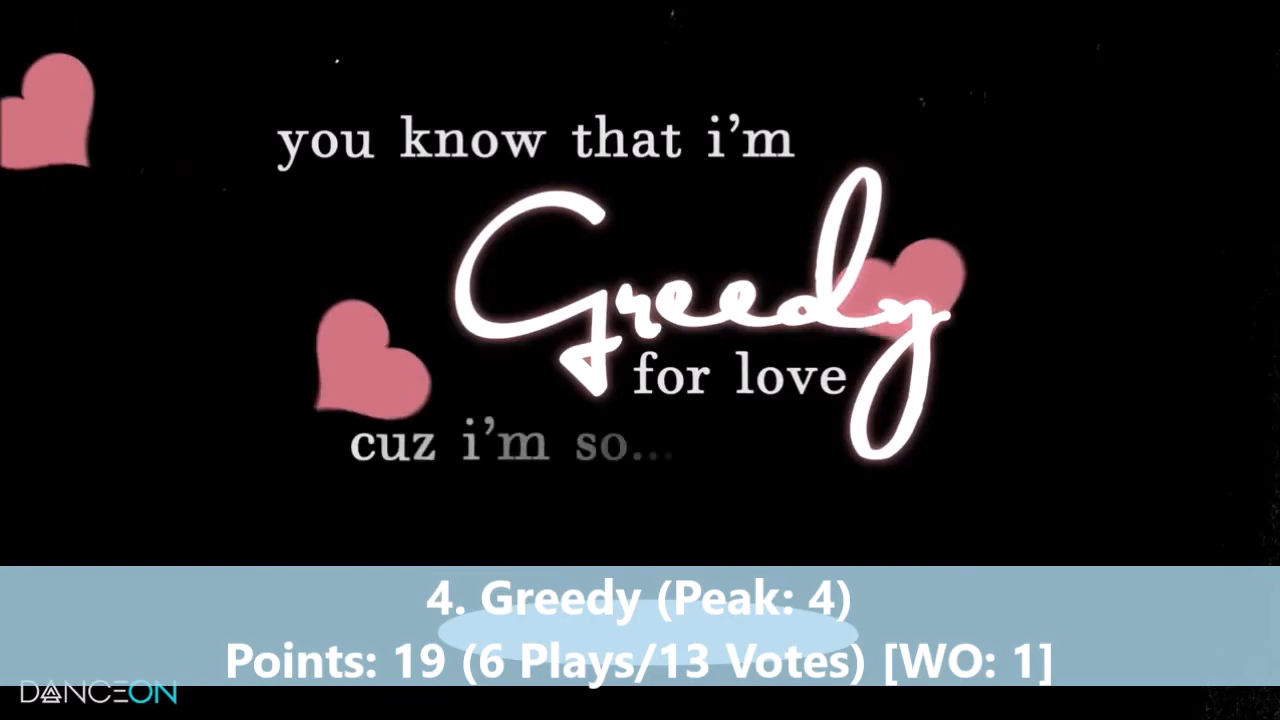 you know that i'm
Greedy
for love
cuz i'm so...
4. Greedy (Peak: 4)
Points: 19 (6 Plays/13 Votes) [WO: 1]
DANCEON